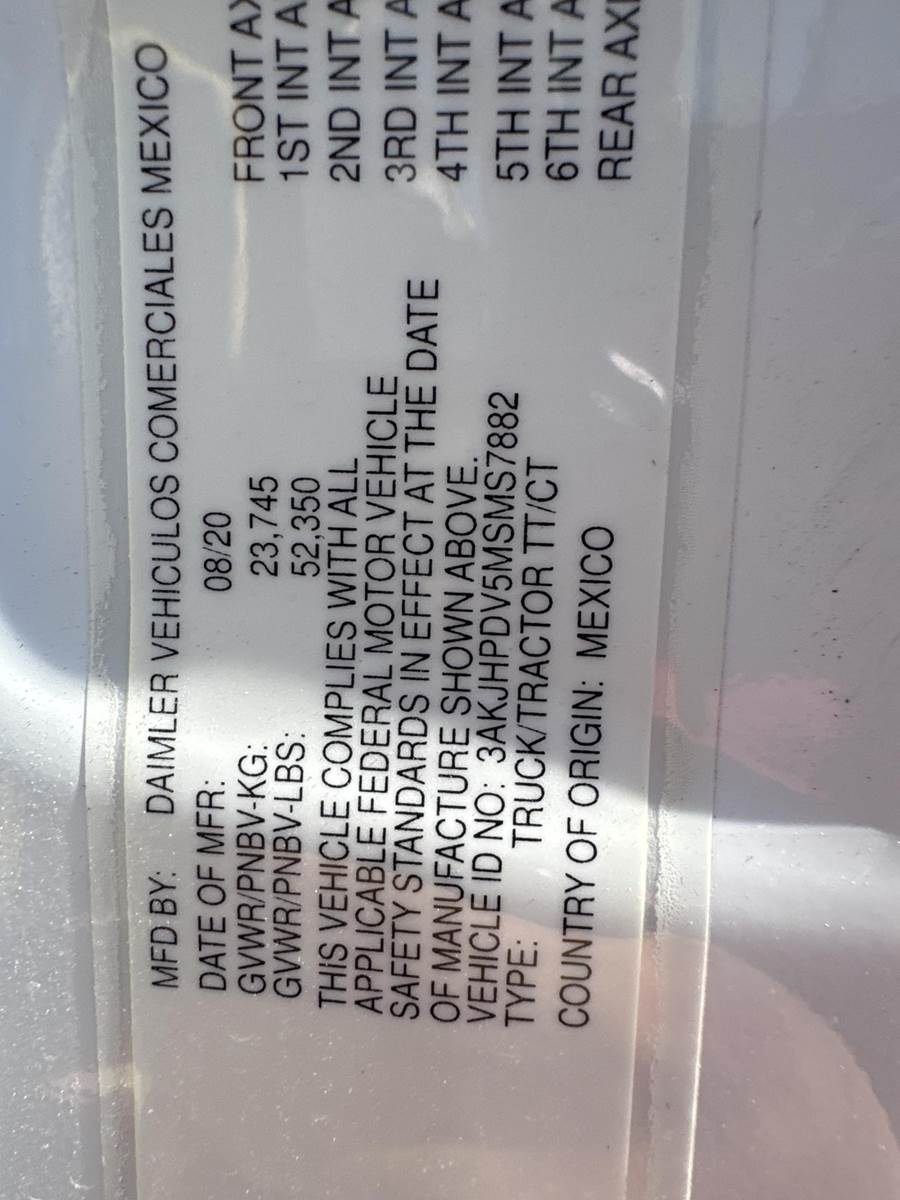 MFD BY: DAIMLER VEHICULOS COMERCIALES MEXICO
DATE OF MFR: 08/20
GVWR/PNBV-KG: 23,745
GVWR/PNBV-LBS: 52,350
THIS VEHICLE COMPLIES WITH ALL
APPLICABLE FEDERAL MOTOR VEHICLE
SAFETY STANDARDS IN EFFECT AT THE DATE
OF MANUFACTURE SHOWN ABOVE.
VEHICLE ID NO: 3AKJHPDV5MSMS7882
TYPE: TRUCK/TRACTOR TT/CT
COUNTRY OF ORIGIN: MEXICO
FRONT
1ST INT
2ND INT
3RD INT
4TH INT
5TH INT
6TH INT
REAR